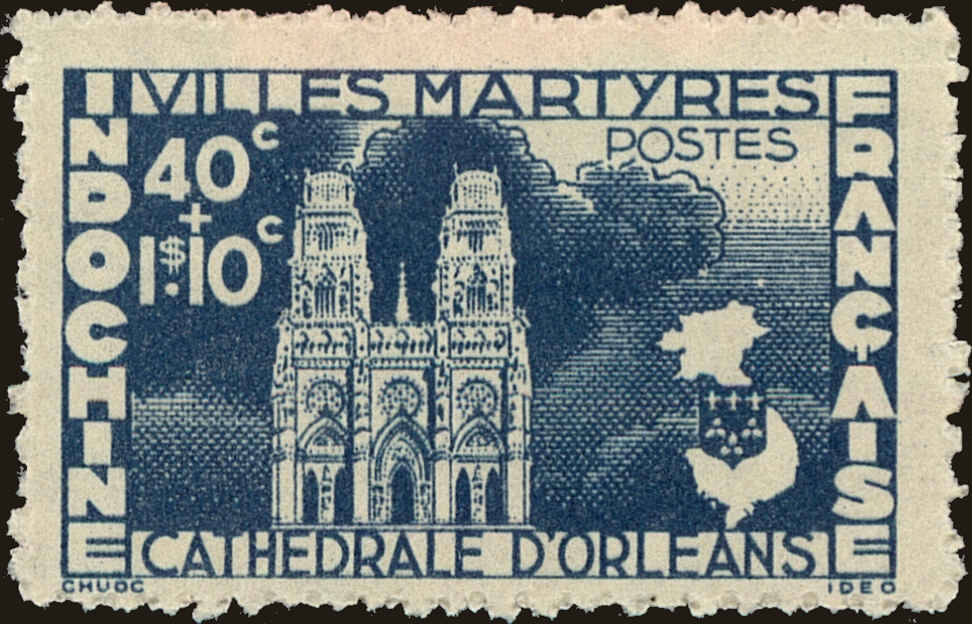 VILLES MARTYRES
INDOCHINE
FRANÇAISE
POSTES
40c
+
1$.10c
CATHEDRALE D'ORLEANS
CHUOC
IDEO